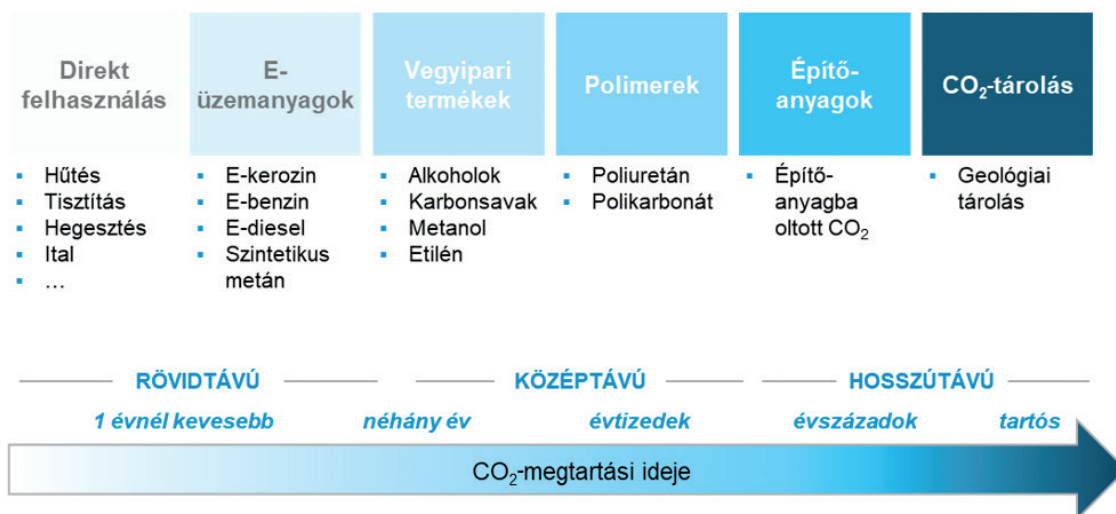 Direkt
felhasználás
E-
üzemanyagok
Vegyipari
termékek
Polimerek
Építő-
anyagok
CO₂-tárolás
Hűtés
Tisztítás
Hegesztés
Ital
…
E-kerozin
E-benzin
E-diesel
Szintetikus
metán
Alkoholok
Karbonsavak
Metanol
Etilén
Poliuretán
Polikarbonát
Építő-
anyagba
oltott CO₂
Geológiai
tárolás
RÖVIDTÁVÚ KÖZÉPTÁVÚ HOSSZÚTÁVÚ
1 évnél kevesebb néhány év évtizedek évszázadok tartós
CO₂-megtartási ideje